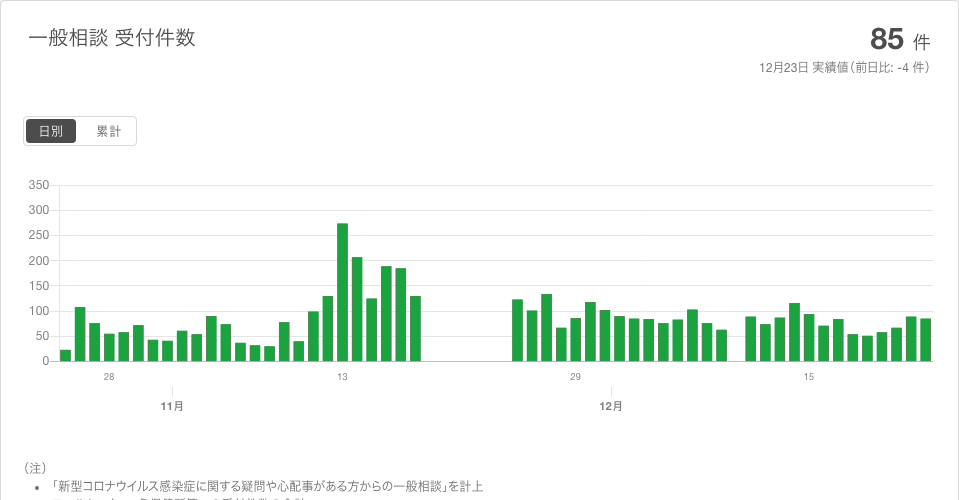 一般相談 受付件数
85 件
12月23日 実績値（前日比: -4 件）
日別 累計
350
300
250
200
150
100
50
0
28 13 29 15
11月 12月
（注）
• 「新型コロナウイルス感染症に関する疑問や心配事がある方からの一般相談」を計上